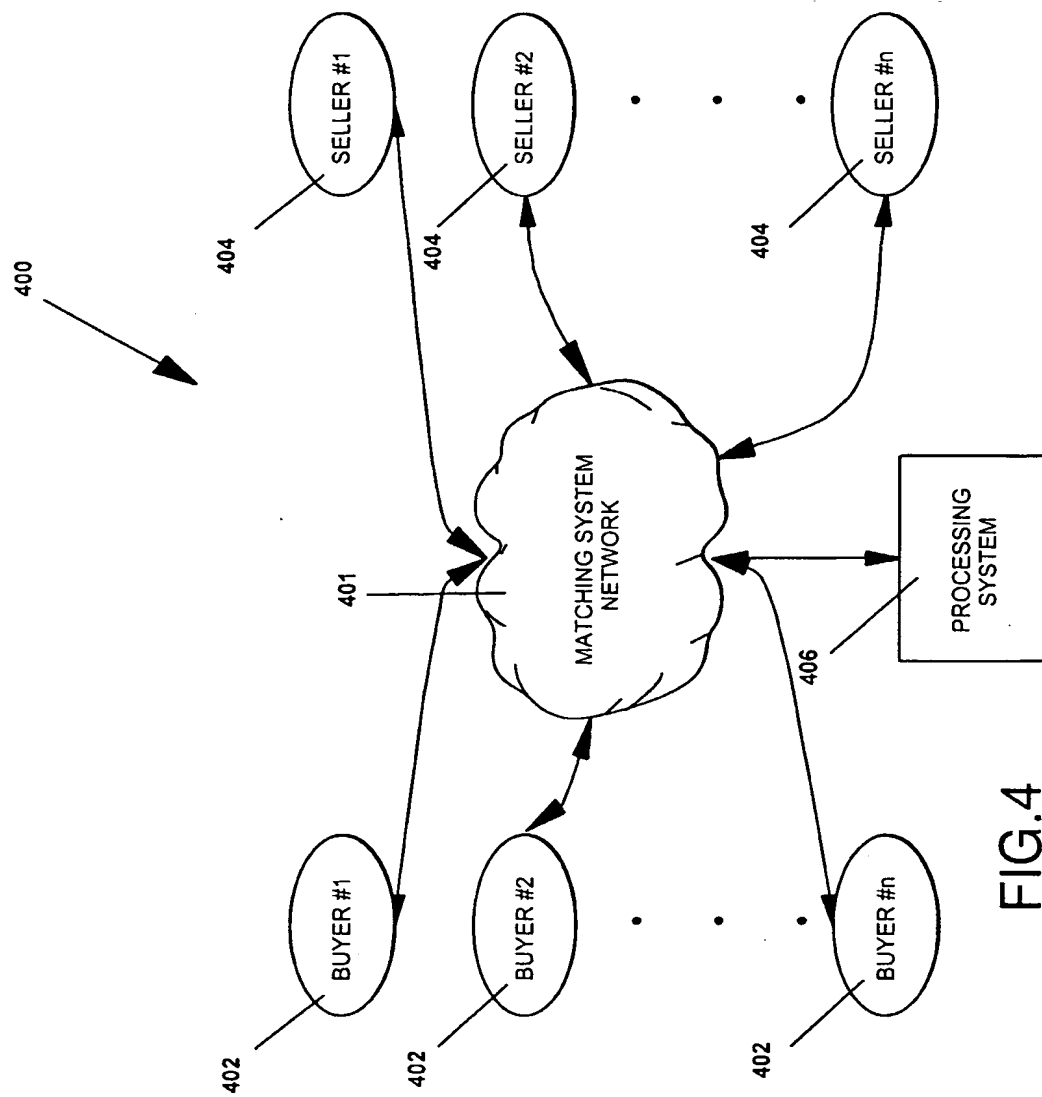 400
404
SELLER #1
404
SELLER #2
404
SELLER #n
401
MATCHING SYSTEM
NETWORK
406
PROCESSING
SYSTEM
402
BUYER #1
402
BUYER #2
402
BUYER #n
FIG.4